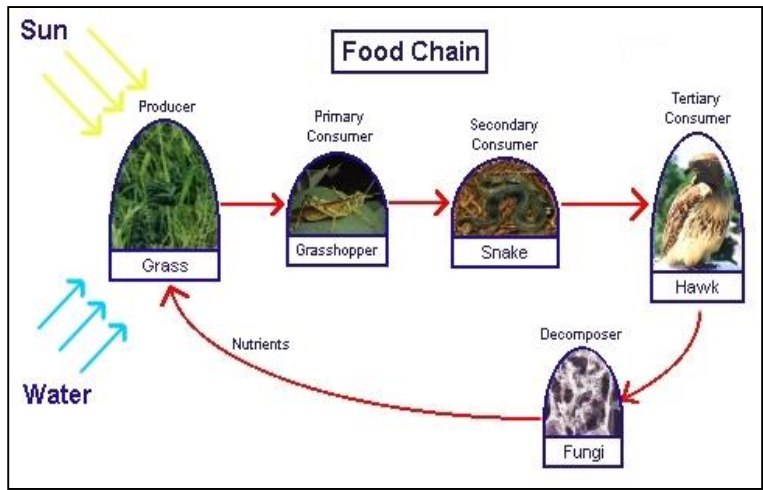 Sun
Food Chain
Producer
Primary
Consumer
Secondary
Consumer
Tertiary
Consumer
Grass
Grasshopper
Snake
Hawk
Water
Nutrients
Decomposer
Fungi